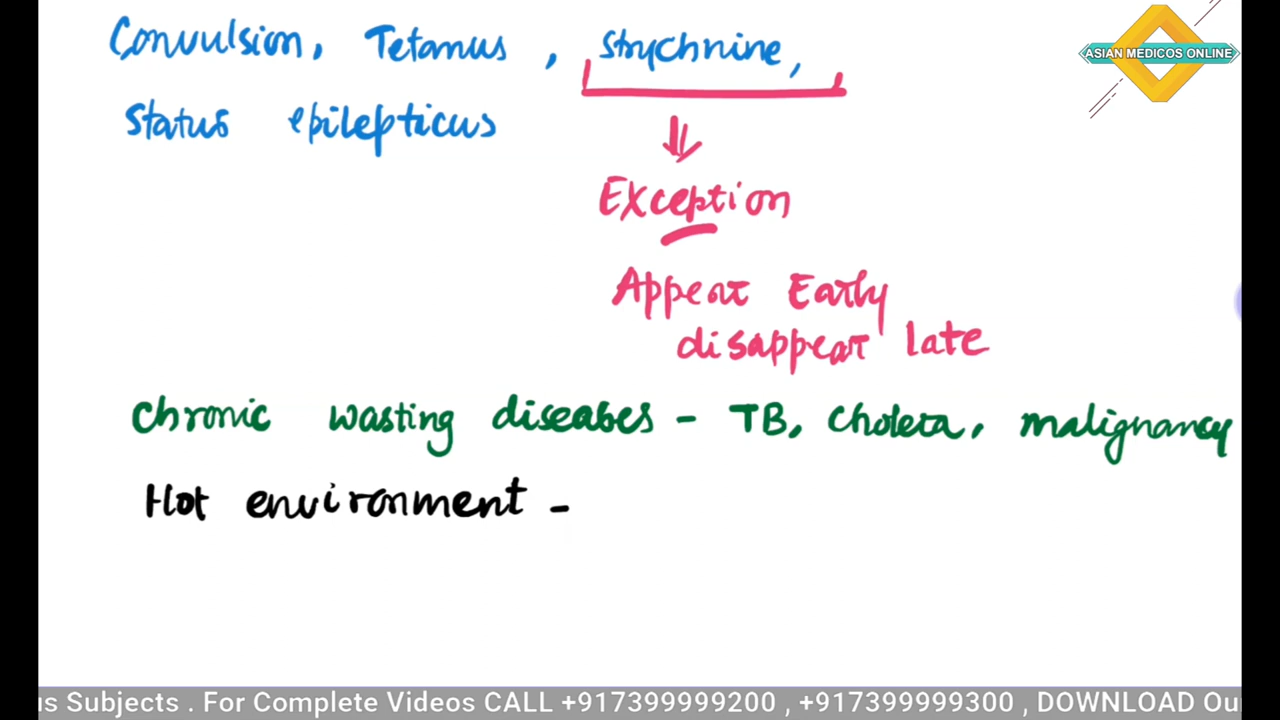 ASIAN MEDICOS ONLINE
Convulsion, Tetanus, Strychnine,
Status epilepticus
Exception
Appear Early
disappear late
Chronic wasting diseases - TB, Cholera, malignancy
Hot environment -
us Subjects . For Complete Videos CALL +917399999200 , +917399999300 , DOWNLOAD Ou